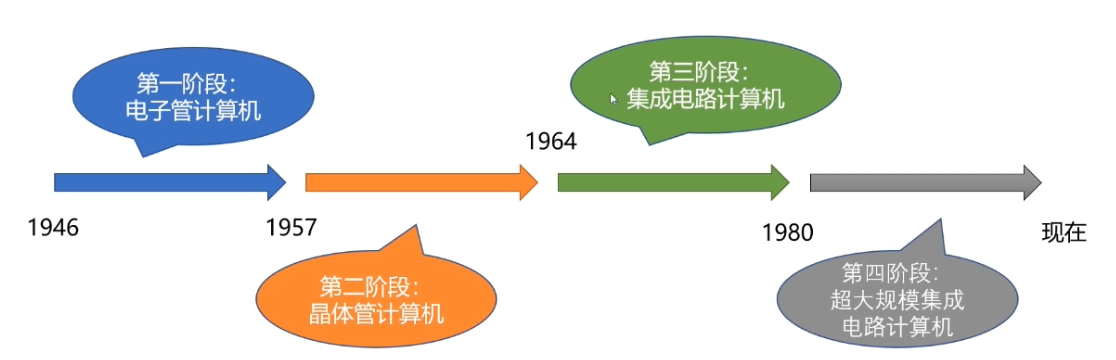 第一阶段：
电子管计算机
第三阶段：
集成电路计算机
1964
1946
1957
1980
现在
第二阶段：
晶体管计算机
第四阶段：
超大规模集成
电路计算机